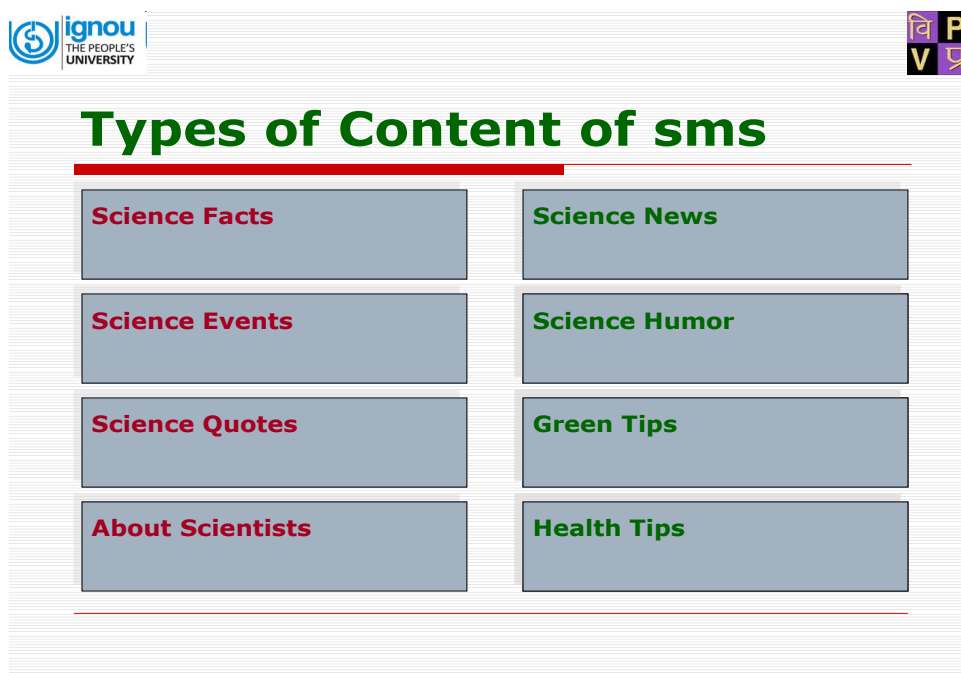 ignou
THE PEOPLE'S
UNIVERSITY
वि P
V प्र
Types of Content of sms
Science Facts
Science News
Science Events
Science Humor
Science Quotes
Green Tips
About Scientists
Health Tips